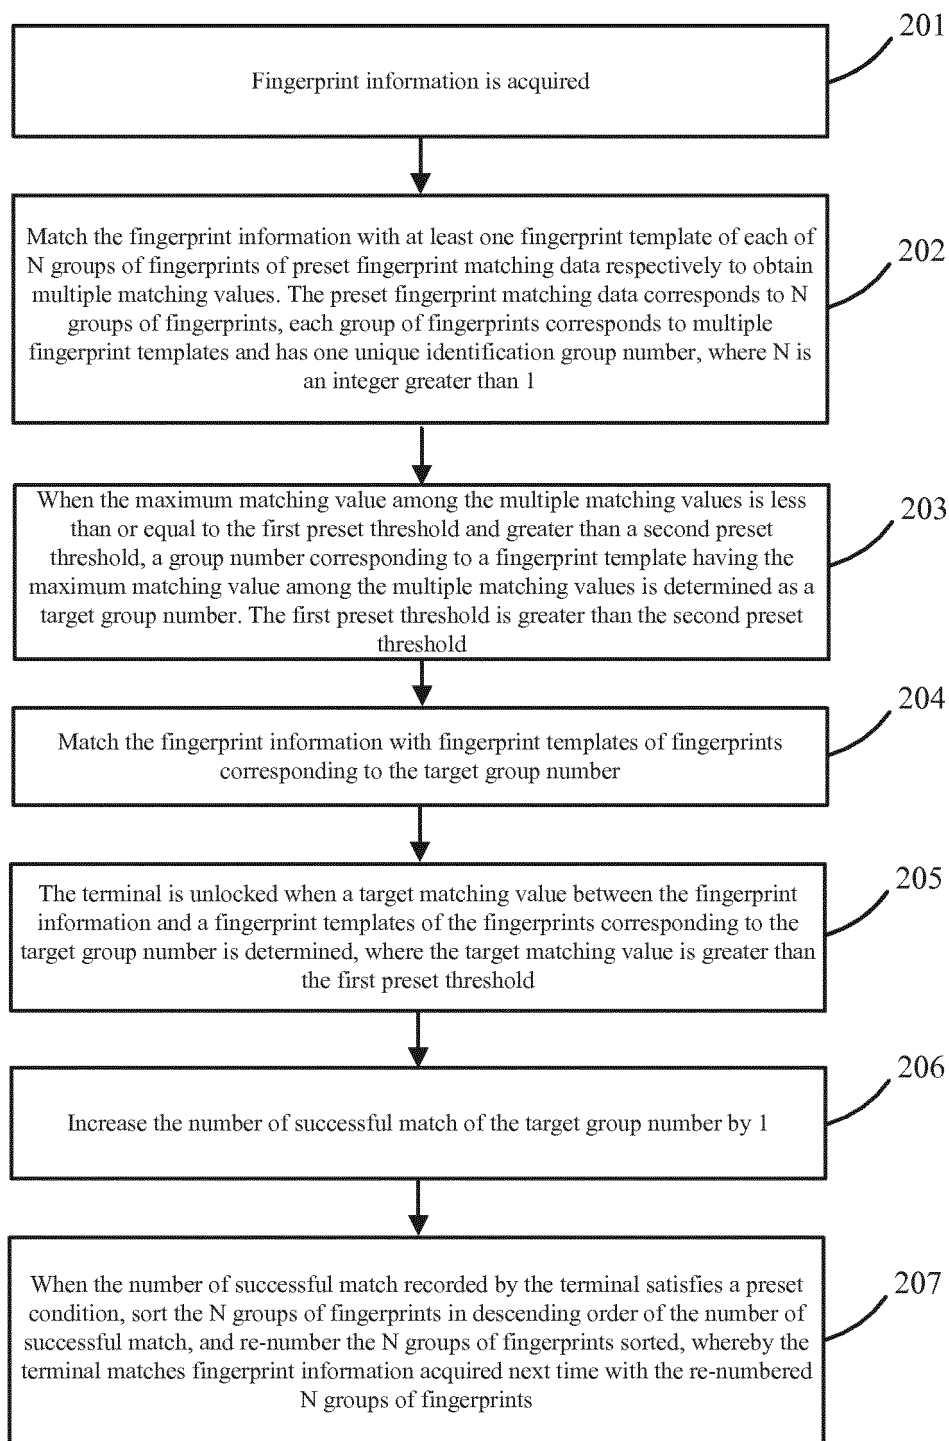 201
Fingerprint information is acquired
202
Match the fingerprint information with at least one fingerprint template of each of
N groups of fingerprints of preset fingerprint matching data respectively to obtain
multiple matching values. The preset fingerprint matching data corresponds to N
groups of fingerprints, each group of fingerprints corresponds to multiple
fingerprint templates and has one unique identification group number, where N is
an integer greater than 1
203
When the maximum matching value among the multiple matching values is less
than or equal to the first preset threshold and greater than a second preset
threshold, a group number corresponding to a fingerprint template having the
maximum matching value among the multiple matching values is determined as a
target group number. The first preset threshold is greater than the second preset
threshold
204
Match the fingerprint information with fingerprint templates of fingerprints
corresponding to the target group number
205
The terminal is unlocked when a target matching value between the fingerprint
information and a fingerprint templates of the fingerprints corresponding to the
target group number is determined, where the target matching value is greater than
the first preset threshold
206
Increase the number of successful match of the target group number by 1
207
When the number of successful match recorded by the terminal satisfies a preset
condition, sort the N groups of fingerprints in descending order of the number of
successful match, and re-number the N groups of fingerprints sorted, whereby the
terminal matches fingerprint information acquired next time with the re-numbered
N groups of fingerprints